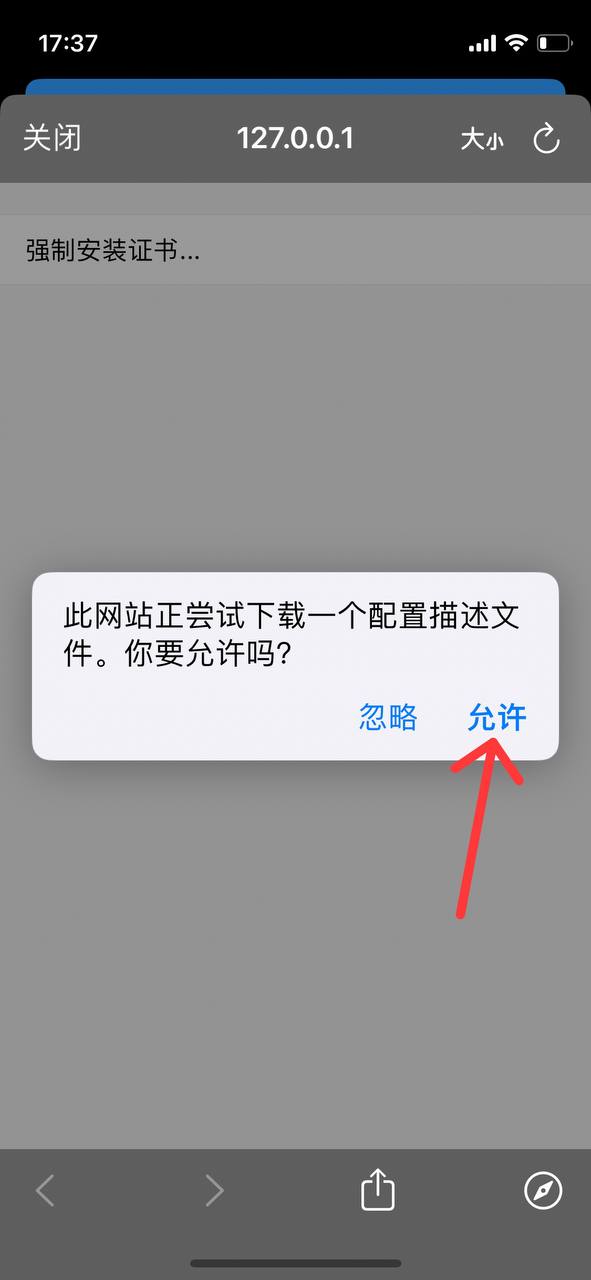 17:37
关闭
127.0.0.1
大小
强制安装证书...
此网站正尝试下载一个配置描述文
件。你要允许吗?
忽略
允许